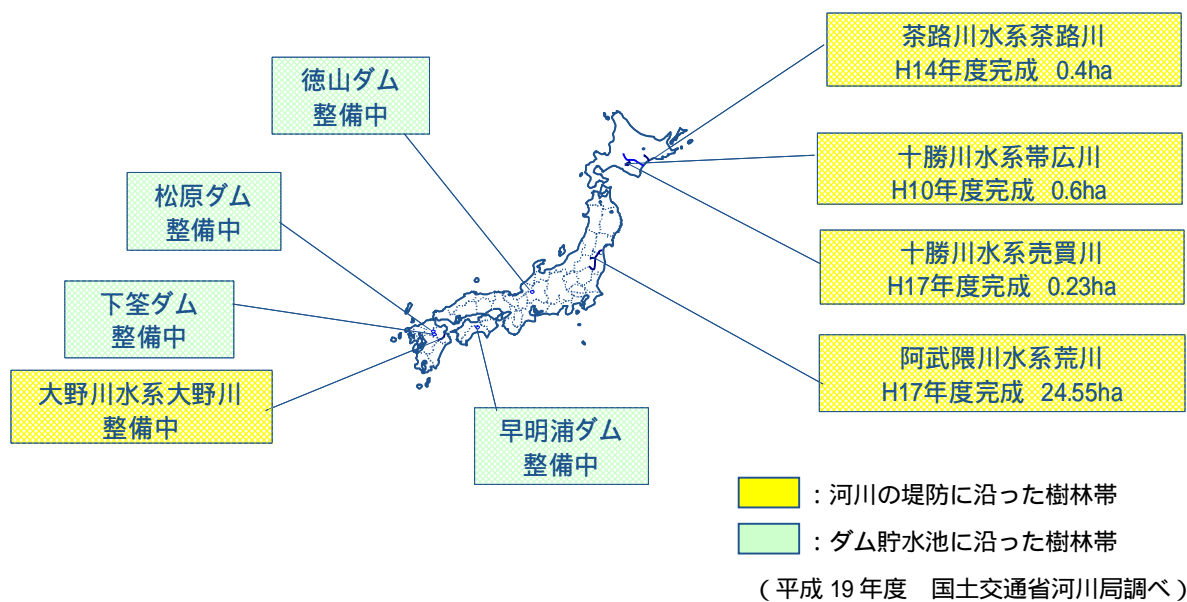 茶路川水系茶路川
H14年度完成 0.4ha
徳山ダム
整備中
十勝川水系帯広川
H10年度完成 0.6ha
松原ダム
整備中
十勝川水系売買川
H17年度完成 0.23ha
下筌ダム
整備中
阿武隈川水系荒川
H17年度完成 24.55ha
大野川水系大野川
整備中
早明浦ダム
整備中
：河川の堤防に沿った樹林帯
：ダム貯水池に沿った樹林帯
（平成 19 年度　国土交通省河川局調べ）